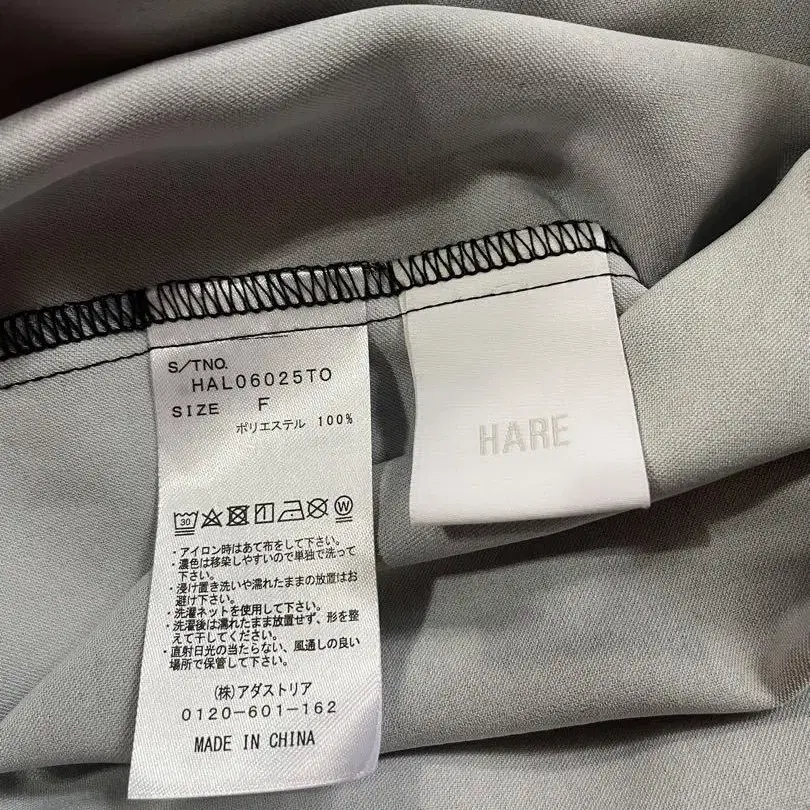 S/TNO.
HAL06025TO
SIZE F
ポリエステル 100%
30
W
・アイロン時はあて布をして下さい。
・濃色は移染しやすいので単独で洗って
下さい。
・浸け置き洗いや濡れたままの放置はお
避け下さい。
・洗濯ネットを使用して下さい。
・洗濯後は濡れたまま放置せず、形を整
えて干してください。
・直射日光の当たらない、風通しの良い
場所で保管して下さい。
(株)アダストリア
0120-601-162
MADE IN CHINA
HARE